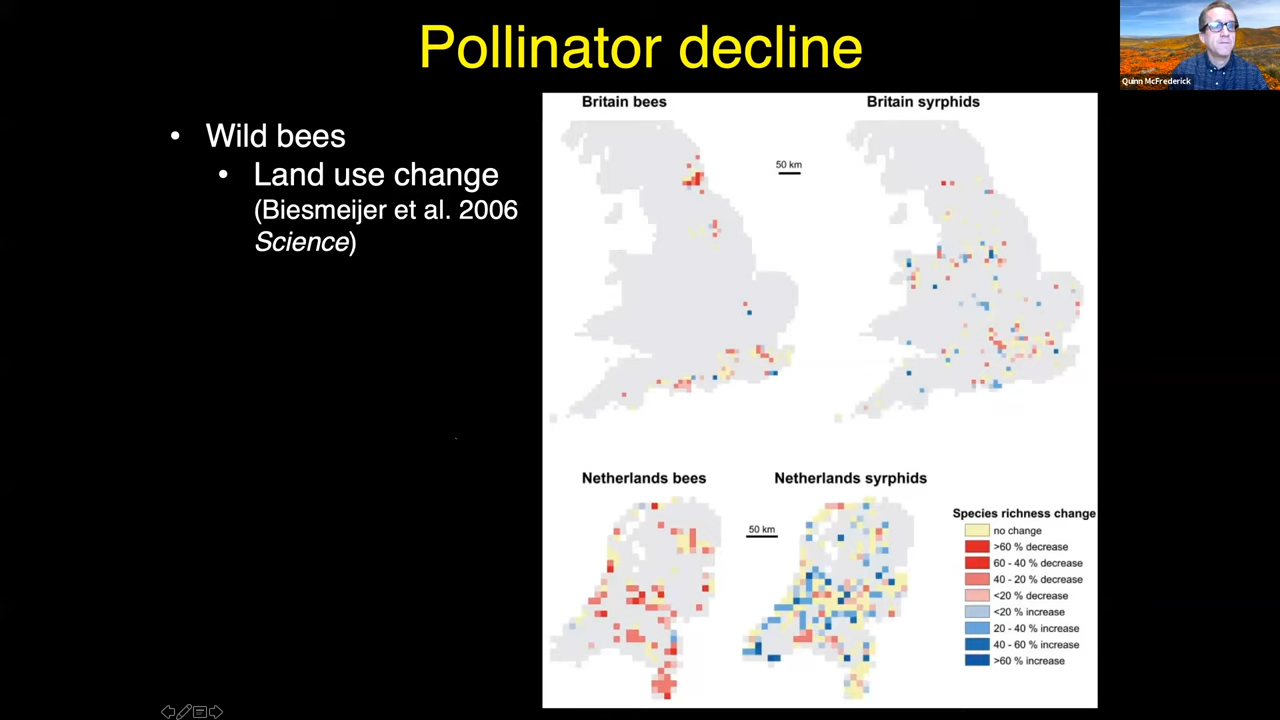 Pollinator decline
Quinn McFrederick
• Wild bees
• Land use change
(Biesmeijer et al. 2006
Science)
Britain bees
Britain syrphids
50 km
Netherlands bees
Netherlands syrphids
50 km
Species richness change
no change
>60 % decrease
60 - 40 % decrease
40 - 20 % decrease
<20 % decrease
<20 % increase
20 - 40 % increase
40 - 60 % increase
>60 % increase